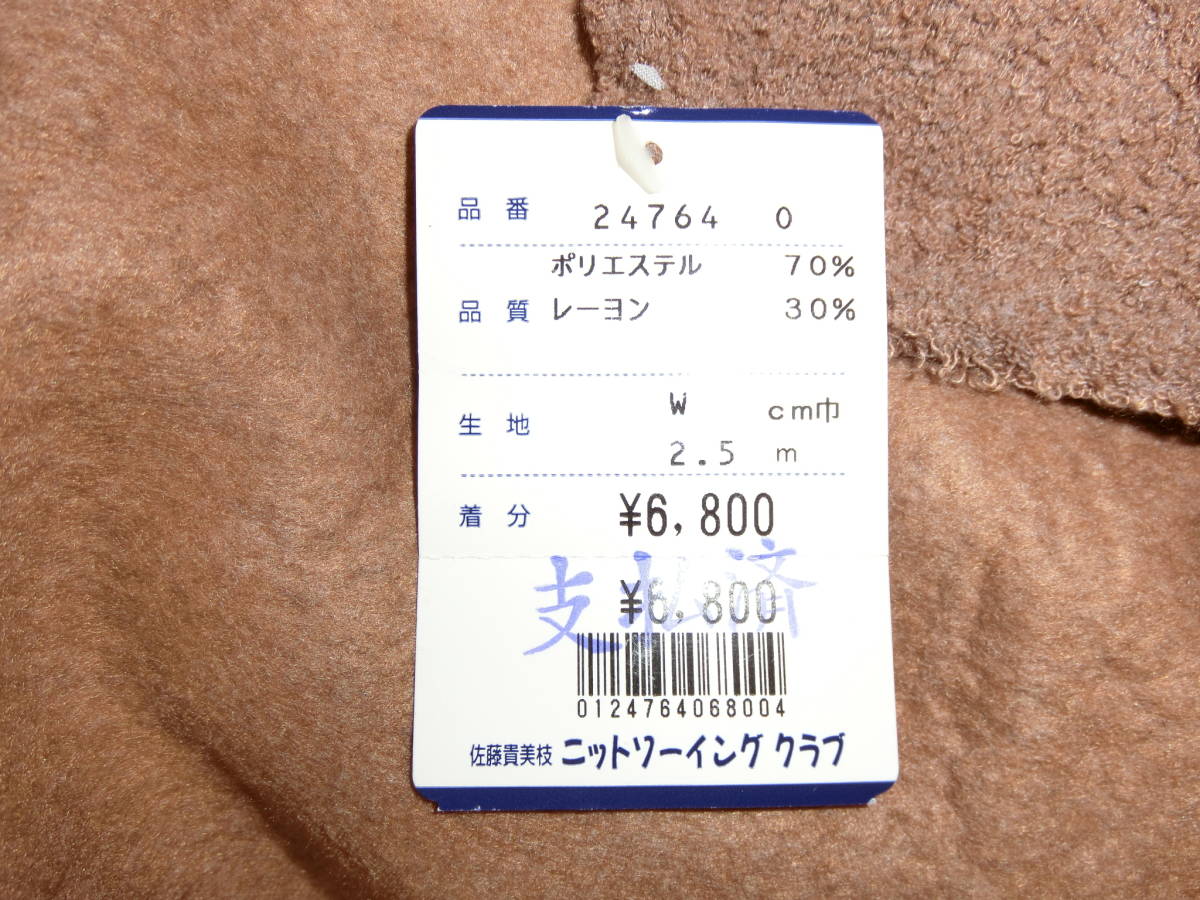 品番 24764 0
ポリエステル 70%
品質 レーヨン 30%
W cm巾
生地
2.5 m
着分 ¥6,800
支払済
¥6,800
0124764068004
佐藤貴美枝 ニットソーイングクラブ